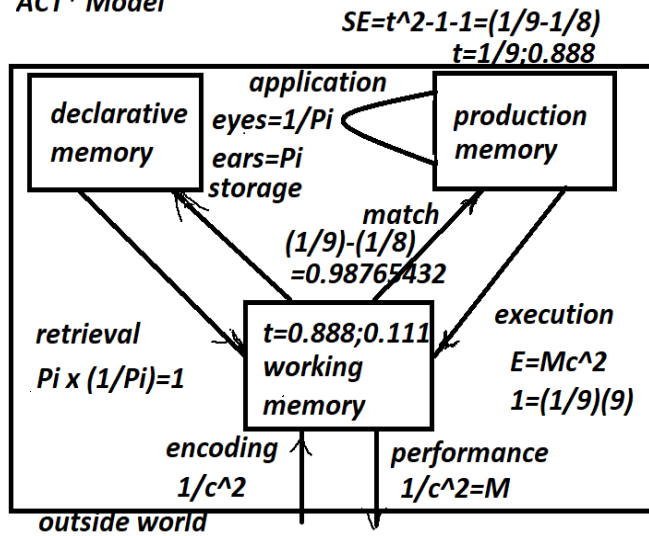 ACT* Model
SE=t^2-1-1=(1/9-1/8)
t=1/9;0.888
declarative
memory
application
eyes=1/Pi
ears=Pi
storage
production
memory
match
(1/9)-(1/8)
=0.98765432
retrieval
Pi x (1/Pi)=1
t=0.888;0.111
working
memory
execution
E=Mc^2
1=(1/9)(9)
encoding
1/c^2
performance
1/c^2=M
outside world